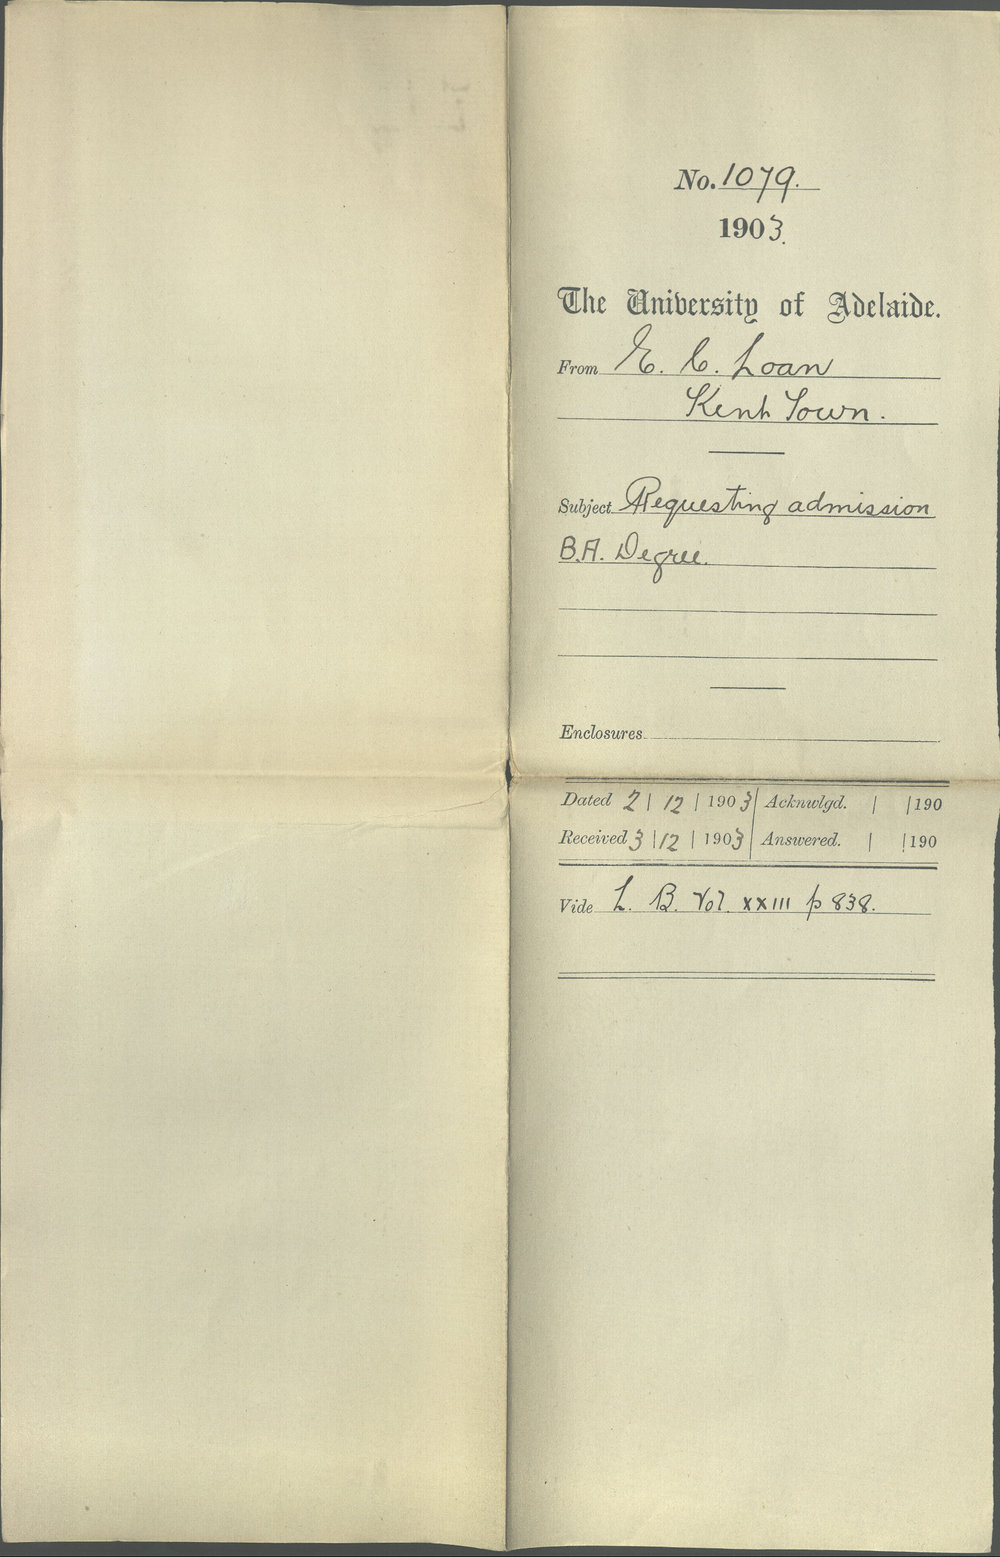 No. 1079.
1903.
The University of Adelaide.
From E. C. Loan
Kent Town.
Subject Requesting admission
B.A. Degree.
Enclosures
Dated 2 | 12 | 1903 | Acknwlgd. | | 190
Received 3 | 12 | 1903 | Answered. | | 190
Vide L. B. Vol. XXIII p 838.